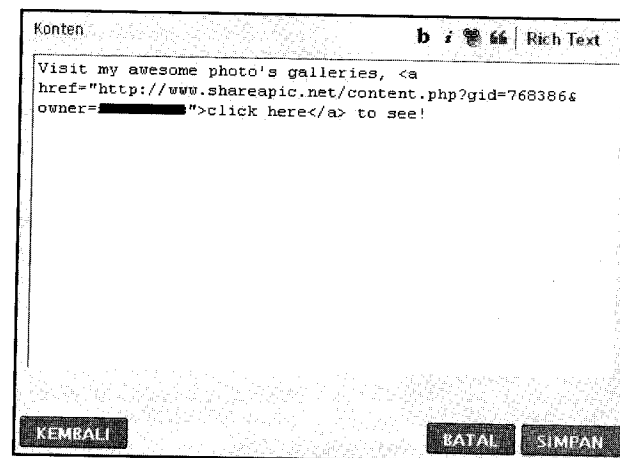 Konten
b i " | Rich Text
Visit my awesome photo's galleries, <a
href="http://www.shareapic.net/content.php?gid=768386&
owner=">click here</a> to see!
KEMBALI
BATAL SIMPAN